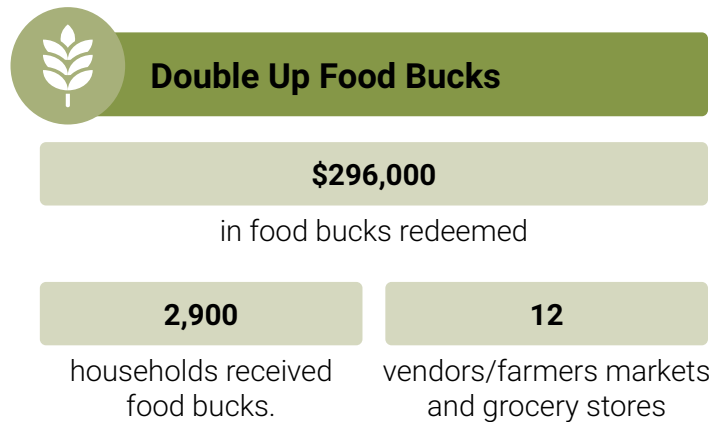 Double Up Food Bucks
$296,000
in food bucks redeemed
2,900
households received
food bucks.
12
vendors/farmers markets
and grocery stores